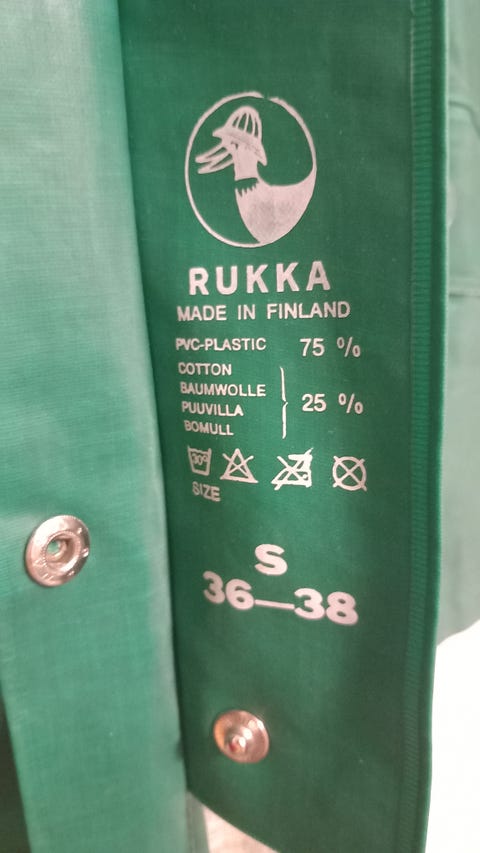 RUKKA
MADE IN FINLAND
PVC-PLASTIC 75 %
COTTON
BAUMWOLLE
PUUVILLA
BOMULL
25 %
30°
SIZE
S
36—38